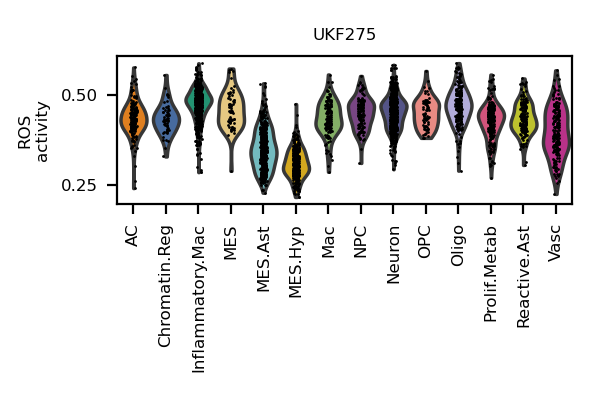 UKF275
ROS
activity
0.50
0.25
AC
Chromatin.Reg
Inflammatory.Mac
MES
MES.Ast
MES.Hyp
Mac
NPC
Neuron
OPC
Oligo
Prolif.Metab
Reactive.Ast
Vasc